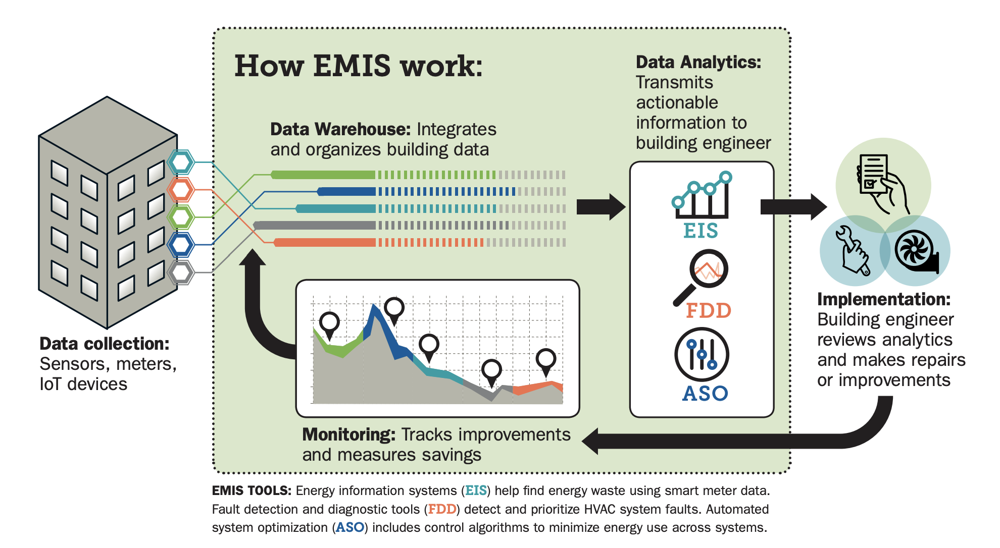 How EMIS work:
Data Warehouse: Integrates
and organizes building data
Data Analytics:
Transmits
actionable
information to
building engineer
EIS
FDD
ASO
Data collection:
Sensors, meters,
IoT devices
Implementation:
Building engineer
reviews analytics
and makes repairs
or improvements
Monitoring: Tracks improvements
and measures savings
EMIS TOOLS: Energy information systems (EIS) help find energy waste using smart meter data.
Fault detection and diagnostic tools (FDD) detect and prioritize HVAC system faults. Automated
system optimization (ASO) includes control algorithms to minimize energy use across systems.